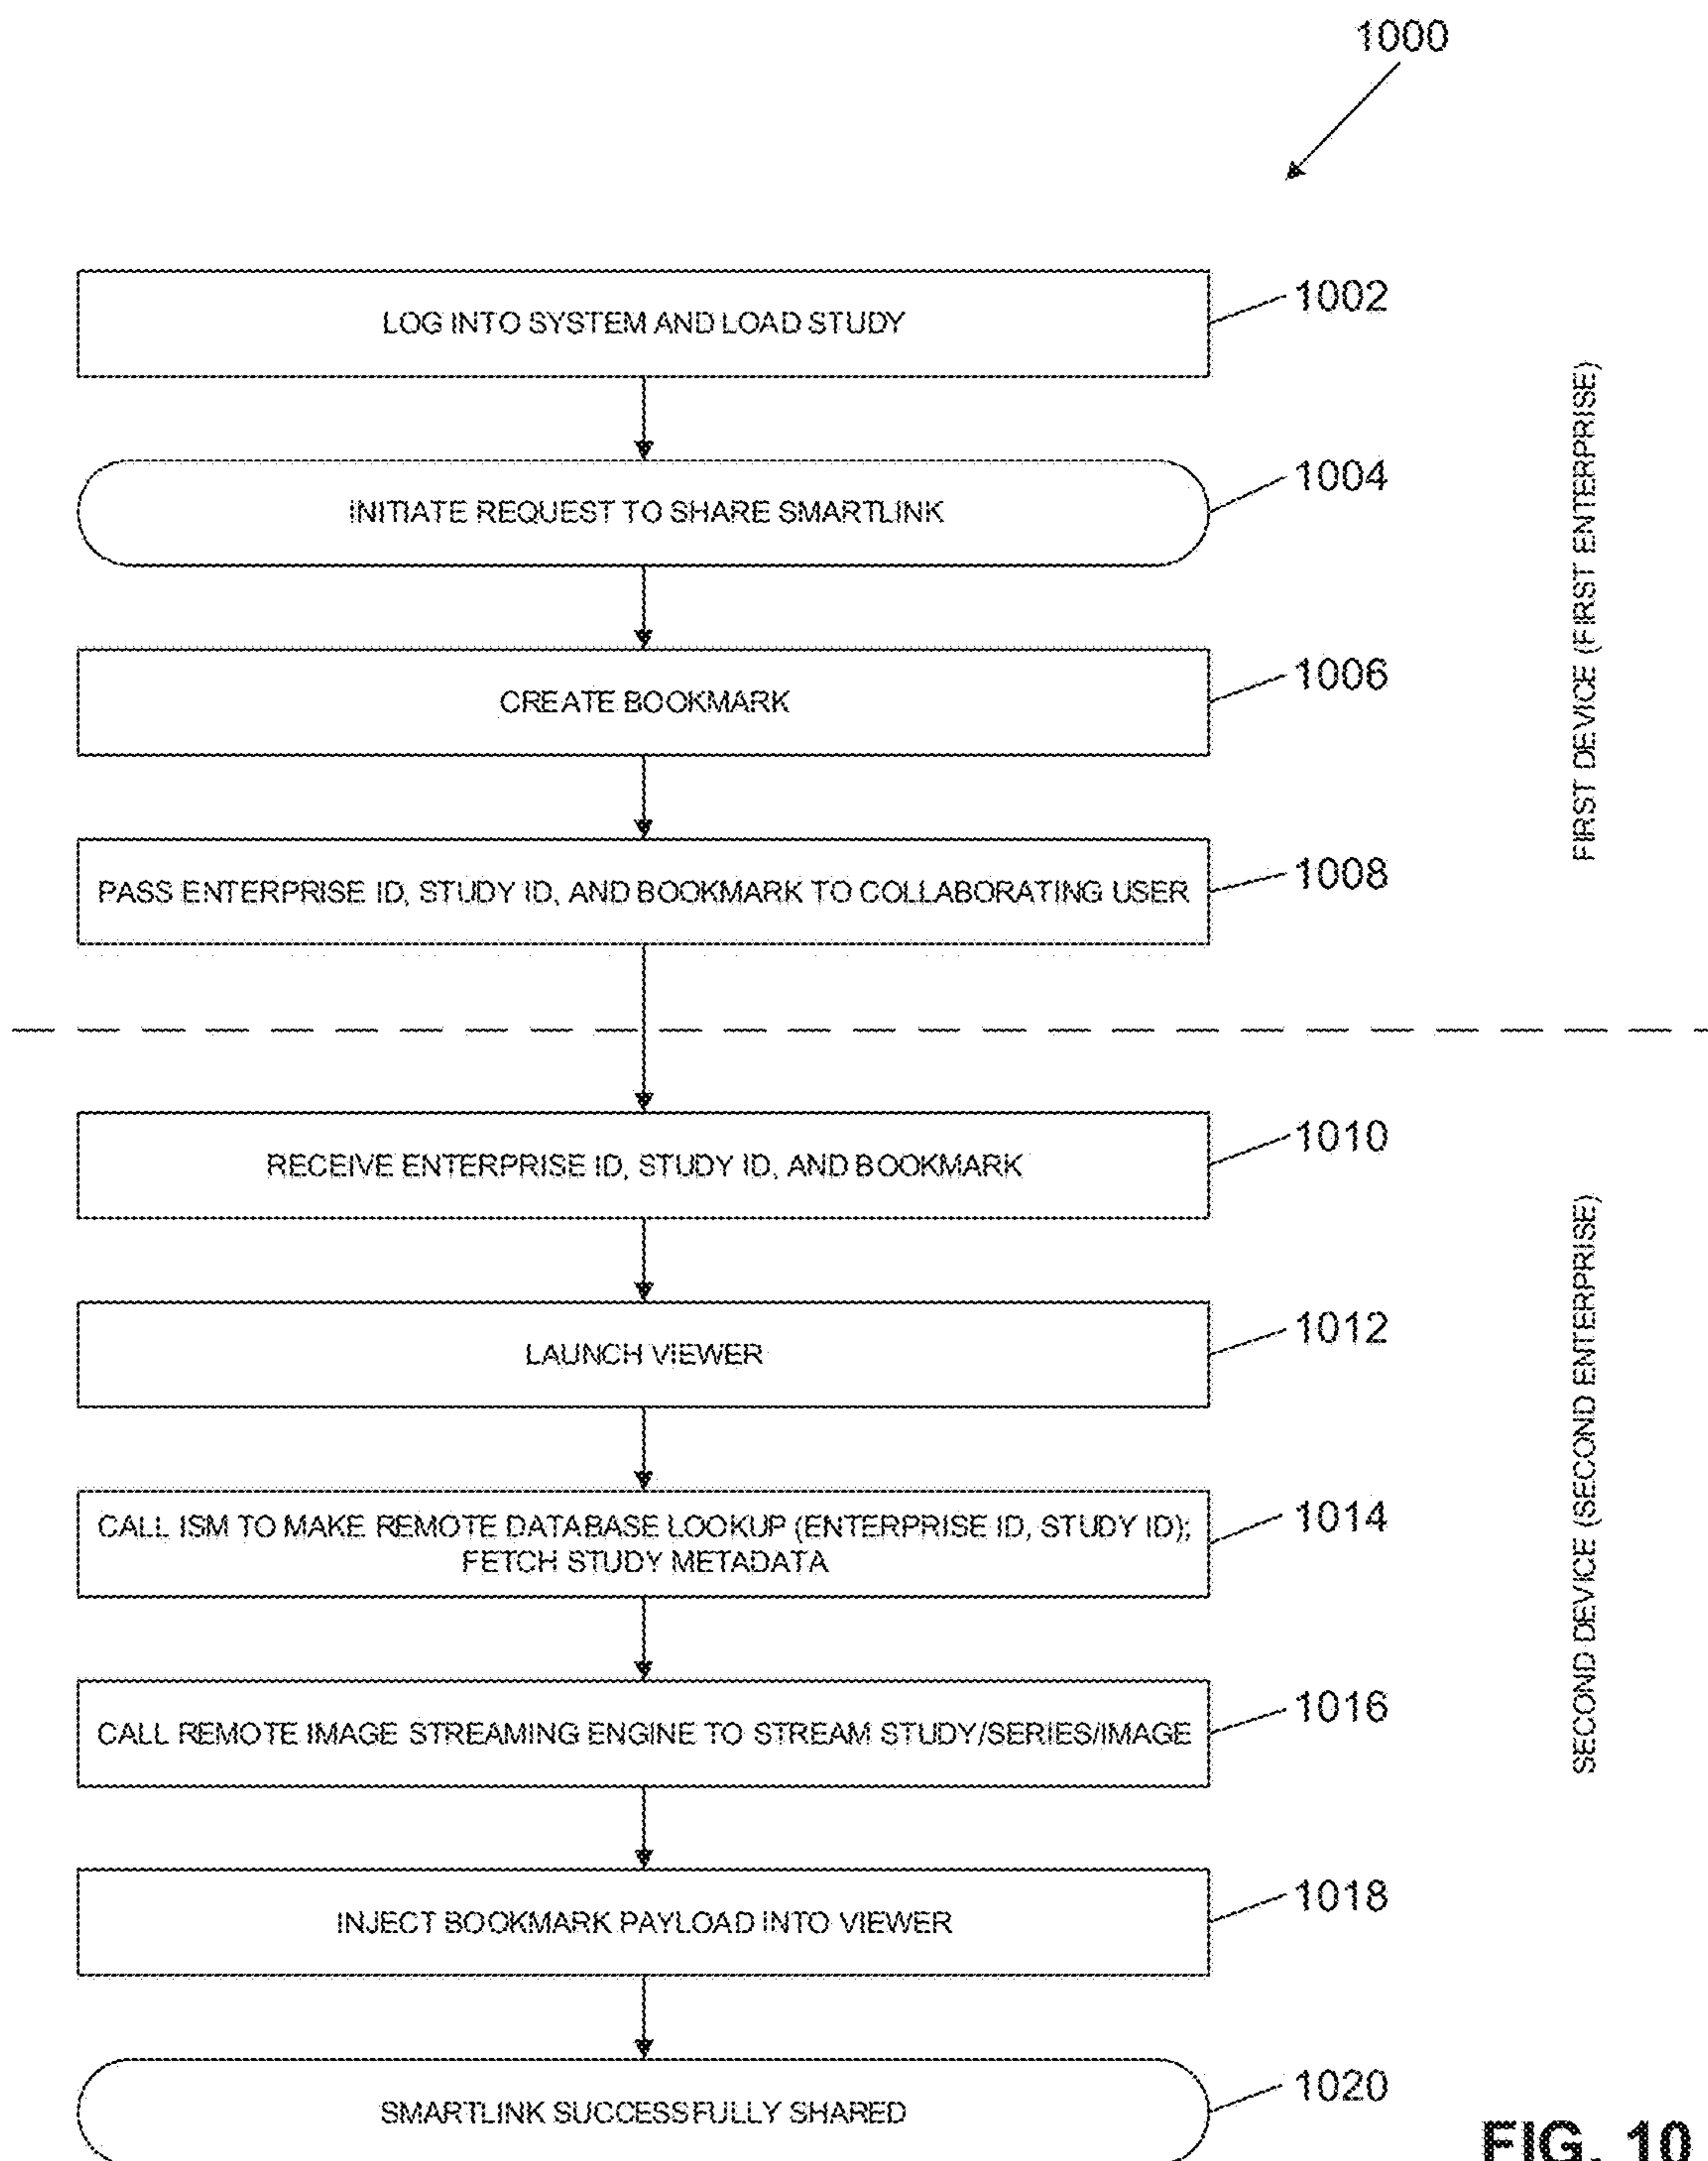 1000
LOG INTO SYSTEM AND LOAD STUDY
1002
INITIATE REQUEST TO SHARE SMARTLINK
1004
CREATE BOOKMARK
1006
PASS ENTERPRISE ID, STUDY ID, AND BOOKMARK TO COLLABORATING USER
1008
FIRST DEVICE (FIRST ENTERPRISE)
RECEIVE ENTERPRISE ID, STUDY ID, AND BOOKMARK
1010
LAUNCH VIEWER
1012
CALL ISM TO MAKE REMOTE DATABASE LOOKUP (ENTERPRISE ID, STUDY ID);
FETCH STUDY METADATA
1014
CALL REMOTE IMAGE STREAMING ENGINE TO STREAM STUDY/SERIES/IMAGE
1016
INJECT BOOKMARK PAYLOAD INTO VIEWER
1018
SMARTLINK SUCCESSFULLY SHARED
1020
SECOND DEVICE (SECOND ENTERPRISE)
FIG. 10